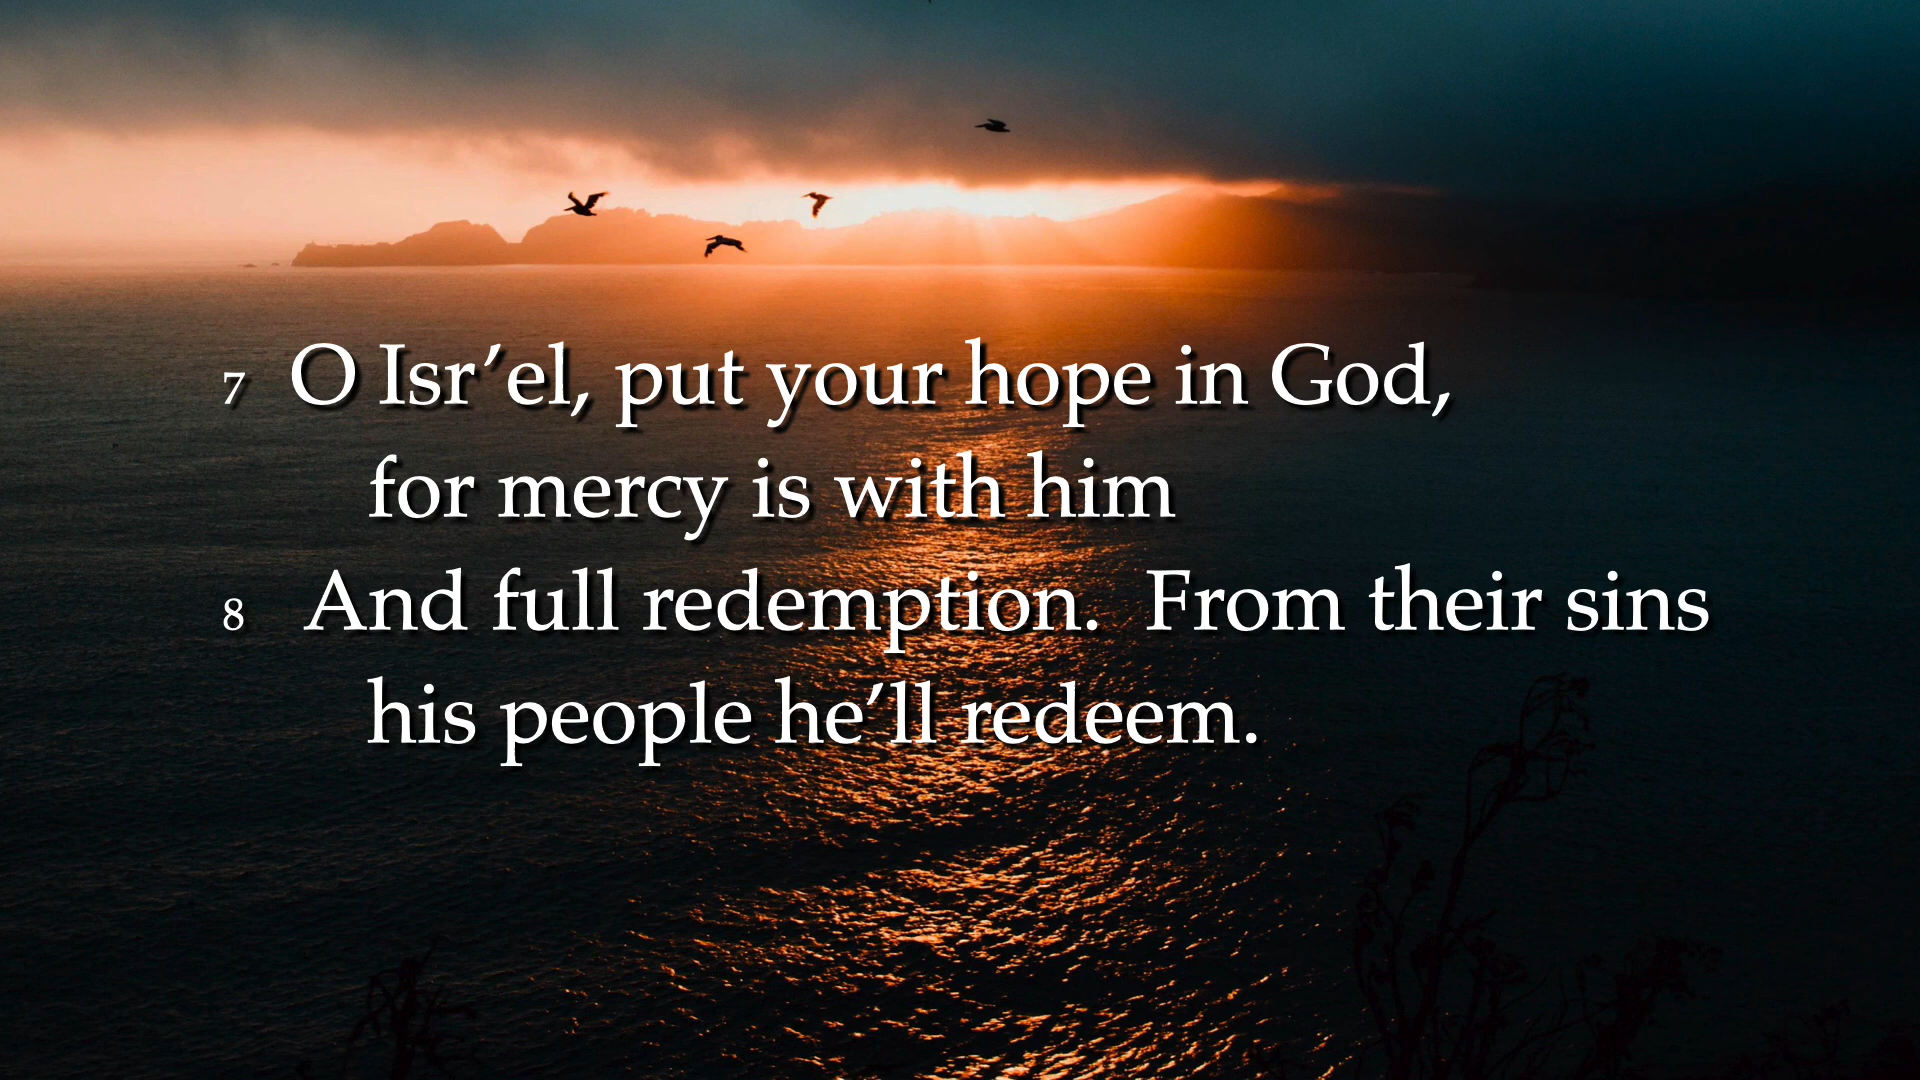 7 O Isr’el, put your hope in God,
for mercy is with him
8 And full redemption. From their sins
his people he’ll redeem.